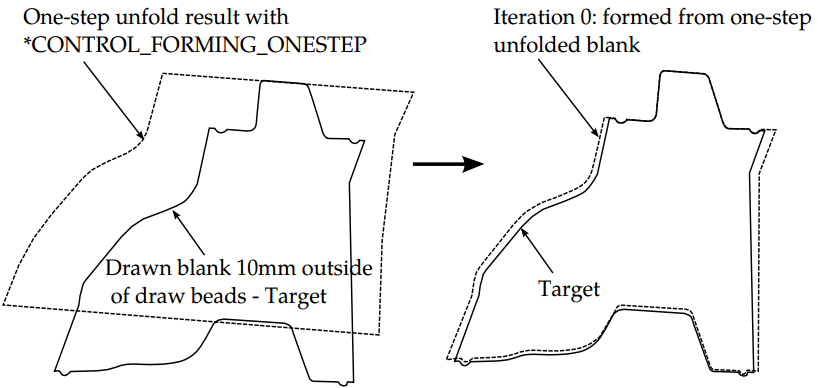 One-step unfold result with
*CONTROL_FORMING_ONESTEP
Drawn blank 10mm outside
of draw beads - Target
Iteration 0: formed from one-step
unfolded blank
Target